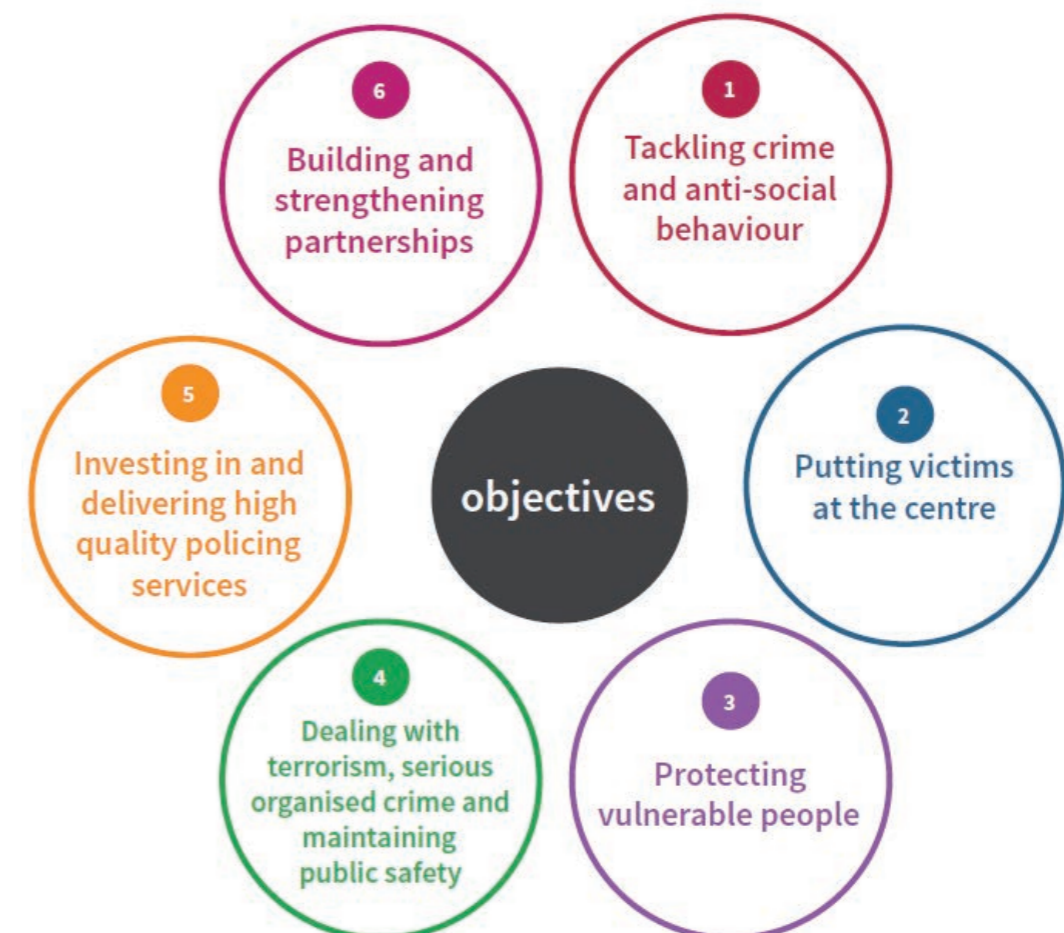 1
Tackling crime
and anti-social
behaviour
2
Putting victims
at the centre
3
Protecting
vulnerable people
4
Dealing with
terrorism, serious
organised crime and
maintaining
public safety
5
Investing in and
delivering high
quality policing
services
6
Building and
strengthening
partnerships
objectives